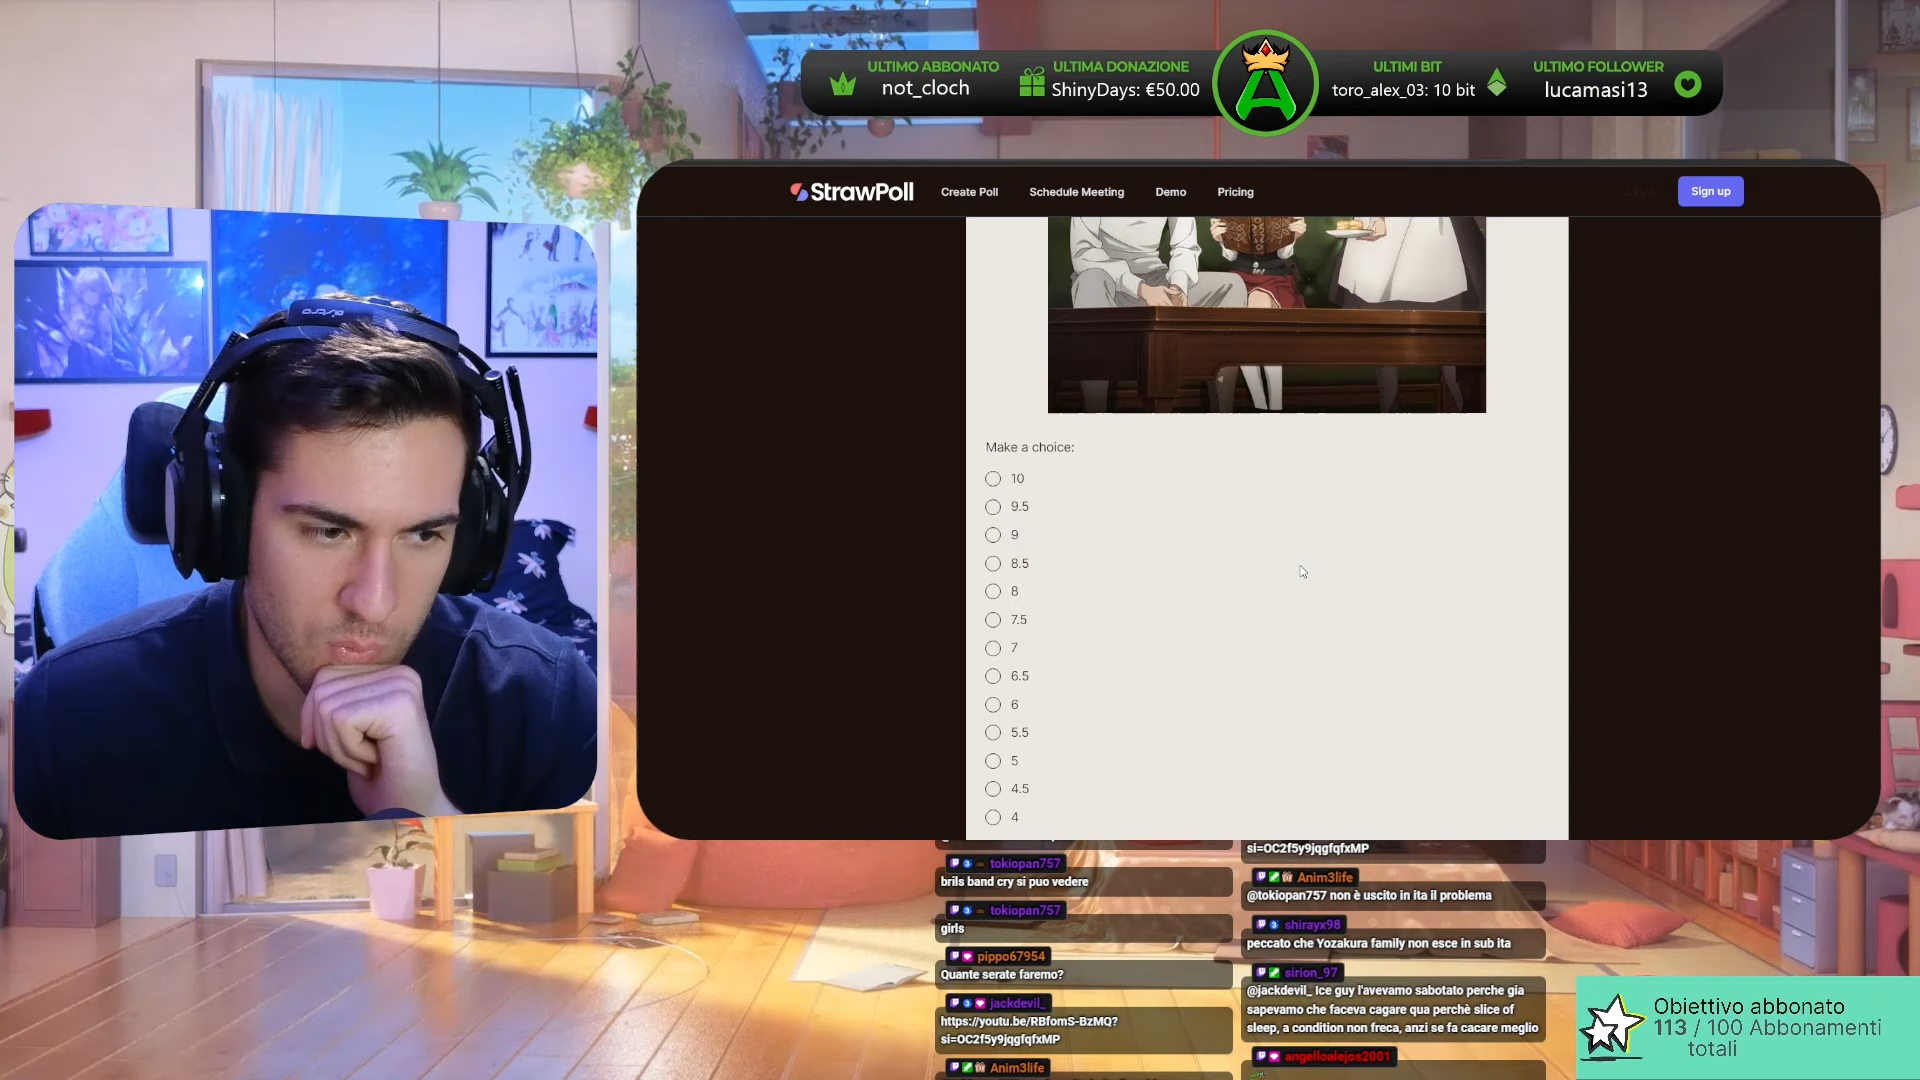 ULTIMO ABBONATO
not_cloch
ULTIMA DONAZIONE
ShinyDays: €50.00
ULTIMI BIT
toro_alex_03: 10 bit
ULTIMO FOLLOWER
lucamasi13
StrawPoll
Create Poll
Schedule Meeting
Demo
Pricing
Login
Sign up
astro
Make a choice:
10
9.5
9
8.5
8
7.5
7
6.5
6
5.5
5
4.5
4
tokiopan757
brils band cry si puo vedere
tokiopan757
girls
pippo67954
Quante serate faremo?
jackdevil_
https://youtu.be/RBfomS-BzMQ?
si=OC2f5y9jqgfqfxMP
Anim3life
si=OC2f5y9jqgfqfxMP
Anim3life
@tokiopan757 non è uscito in ita il problema
shirayx98
peccato che Yozakura family non esce in sub ita
sirion_97
@jackdevil_ Ice guy l'avevamo sabotato perche gia
sapevamo che faceva cagare qua perchè slice of
sleep, a condition non freca, anzi se fa cacare meglio
angelloalejos2001
Obiettivo abbonato
113 / 100 Abbonamenti
totali